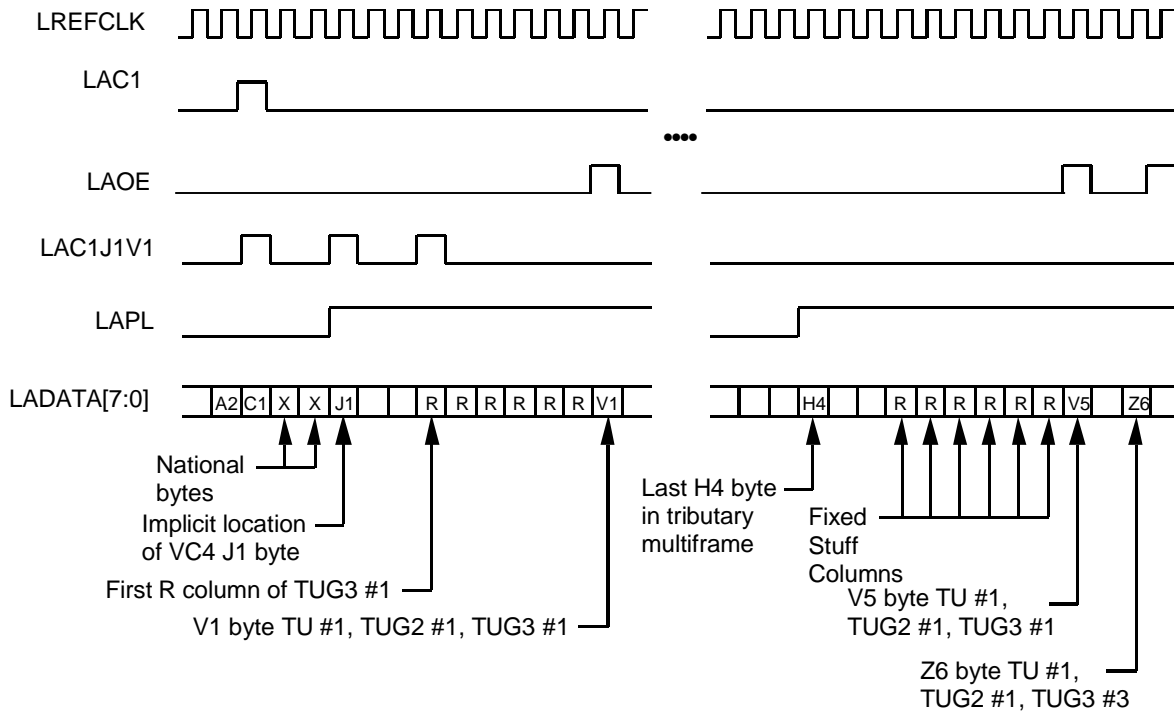 LREFCLK
LAC1
LAOE
LAC1J1V1
LAPL
LADATA[7:0] A2 C1 X X J1 R R R R R R V1 H4 R R R R R R V5 Z6
National
bytes
Implicit location
of VC4 J1 byte
First R column of TUG3 #1
V1 byte TU #1, TUG2 #1, TUG3 #1
Last H4 byte
in tributary
multiframe
Fixed
Stuff
Columns
V5 byte TU #1,
TUG2 #1, TUG3 #1
Z6 byte TU #1,
TUG2 #1, TUG3 #3